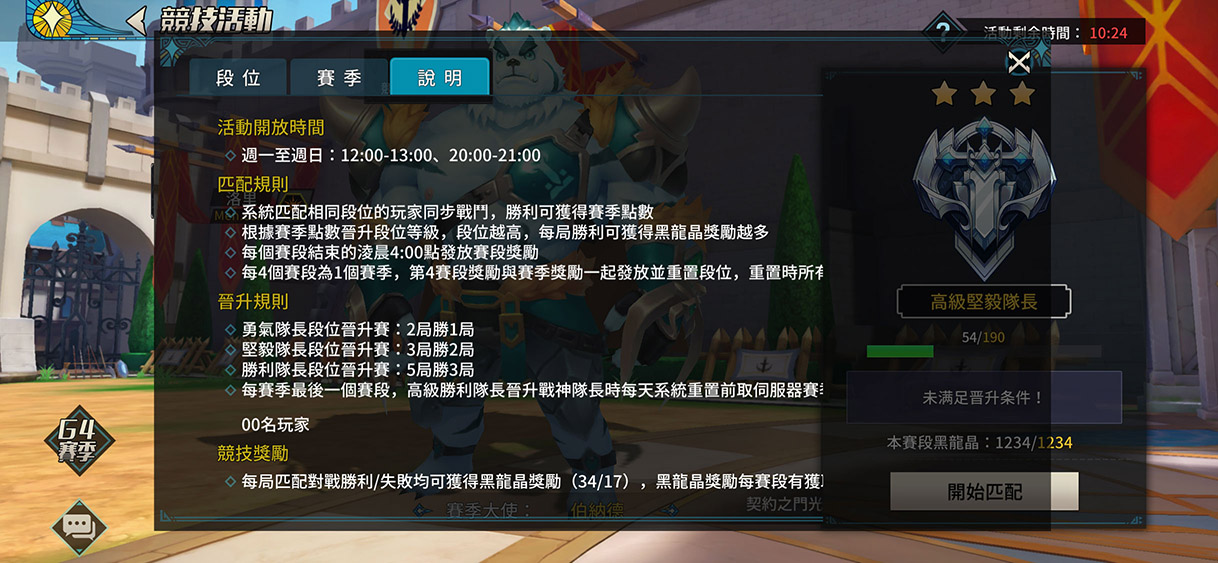 競技活動
? 活動剩余時間： 10:24
段位 賽季 說明
活動開放時間
週一至週日：12:00-13:00、20:00-21:00
匹配規則
洛里
系統匹配相同段位的玩家同步戰鬥，勝利可獲得賽季點數
根據賽季點數晉升段位等級，段位越高，每局勝利可獲得黑龍晶獎勵越多
每個賽段結束的淩晨4:00點發放賽段獎勵
每4個賽段為1個賽季，第4賽段獎勵與賽季獎勵一起發放並重置段位，重置時所有
晉升規則
勇氣隊長段位晉升賽：2局勝1局
堅毅隊長段位晉升賽：3局勝2局
勝利隊長段位晉升賽：5局勝3局
每賽季最後一個賽段，高級勝利隊長晉升戰神隊長時每天系統重置前取伺服器賽季
00名玩家
競技獎勵
每局匹配對戰勝利/失敗均可獲得黑龍晶獎勵（34/17），黑龍晶獎勵每賽段有獲
賽季大使： 伯納德
契約之門光
高級堅毅隊長
54/190
未满足晋升条件！
本賽段黑龍晶：1234/1234
開始匹配
G4
賽季